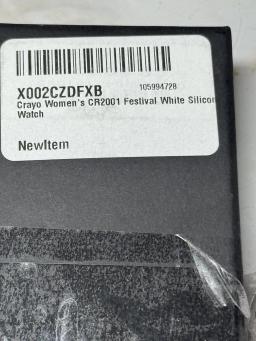 X002CZDFXB 105994728
Crayo Women's CR2001 Festival White Silicon
Watch
NewItem